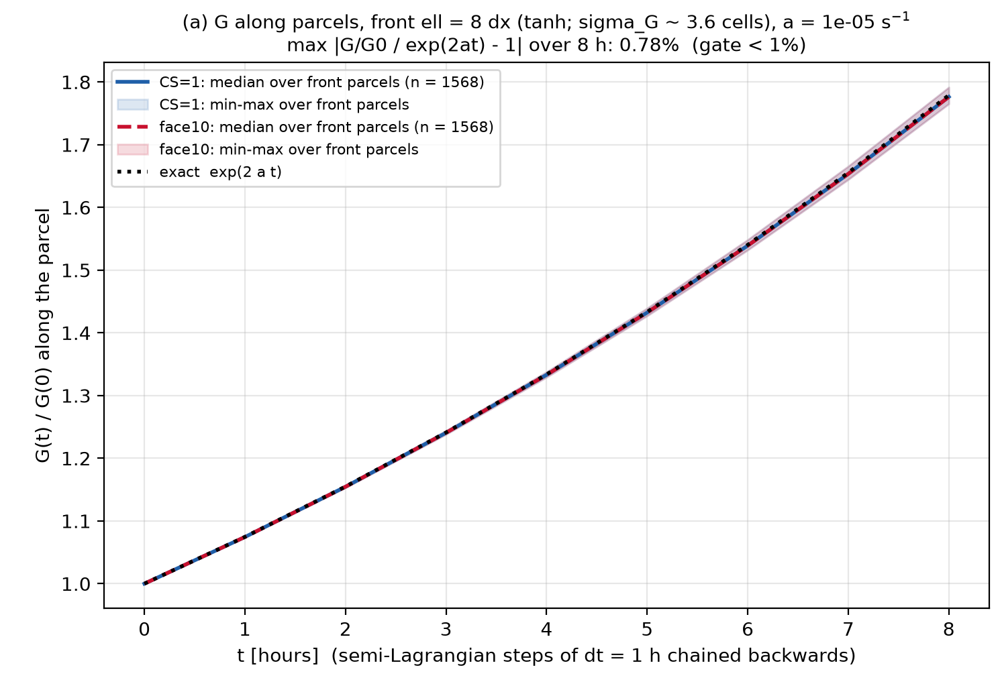 (a) G along parcels, front ell = 8 dx (tanh; sigma_G ~ 3.6 cells), a = 1e-05 s⁻¹
max |G/G0 / exp(2at) - 1| over 8 h: 0.78%  (gate < 1%)
CS=1: median over front parcels (n = 1568)
CS=1: min-max over front parcels
face10: median over front parcels (n = 1568)
face10: min-max over front parcels
exact  exp(2 a t)
G(t) / G(0) along the parcel
1.8
1.7
1.6
1.5
1.4
1.3
1.2
1.1
1.0
0 1 2 3 4 5 6 7 8
t [hours]  (semi-Lagrangian steps of dt = 1 h chained backwards)